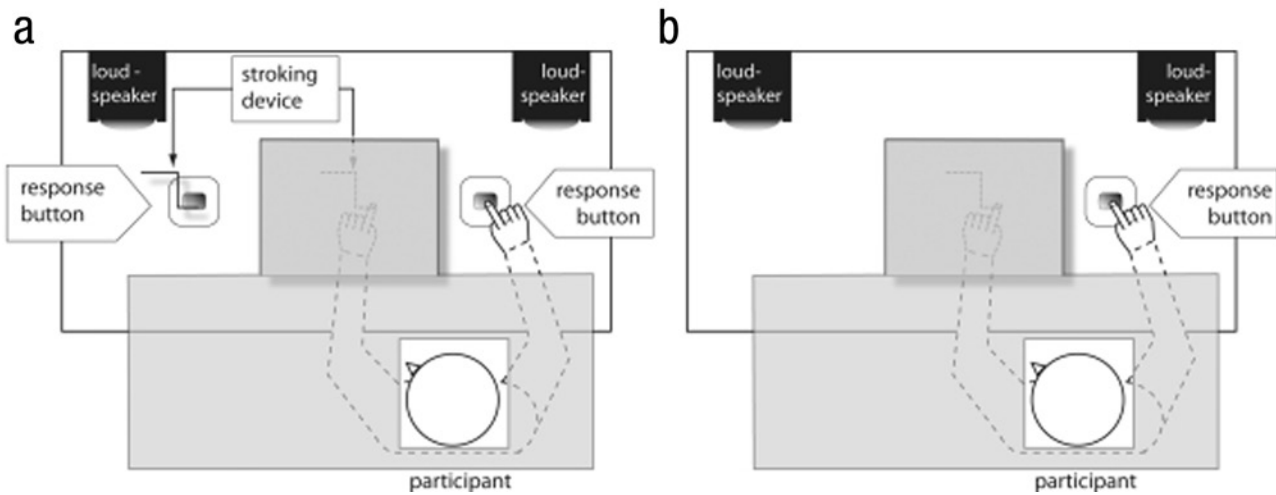 a
loud -
speaker
stroking
device
loud-
speaker
response
button
response
button
participant
b
loud-
speaker
loud-
speaker
response
button
participant